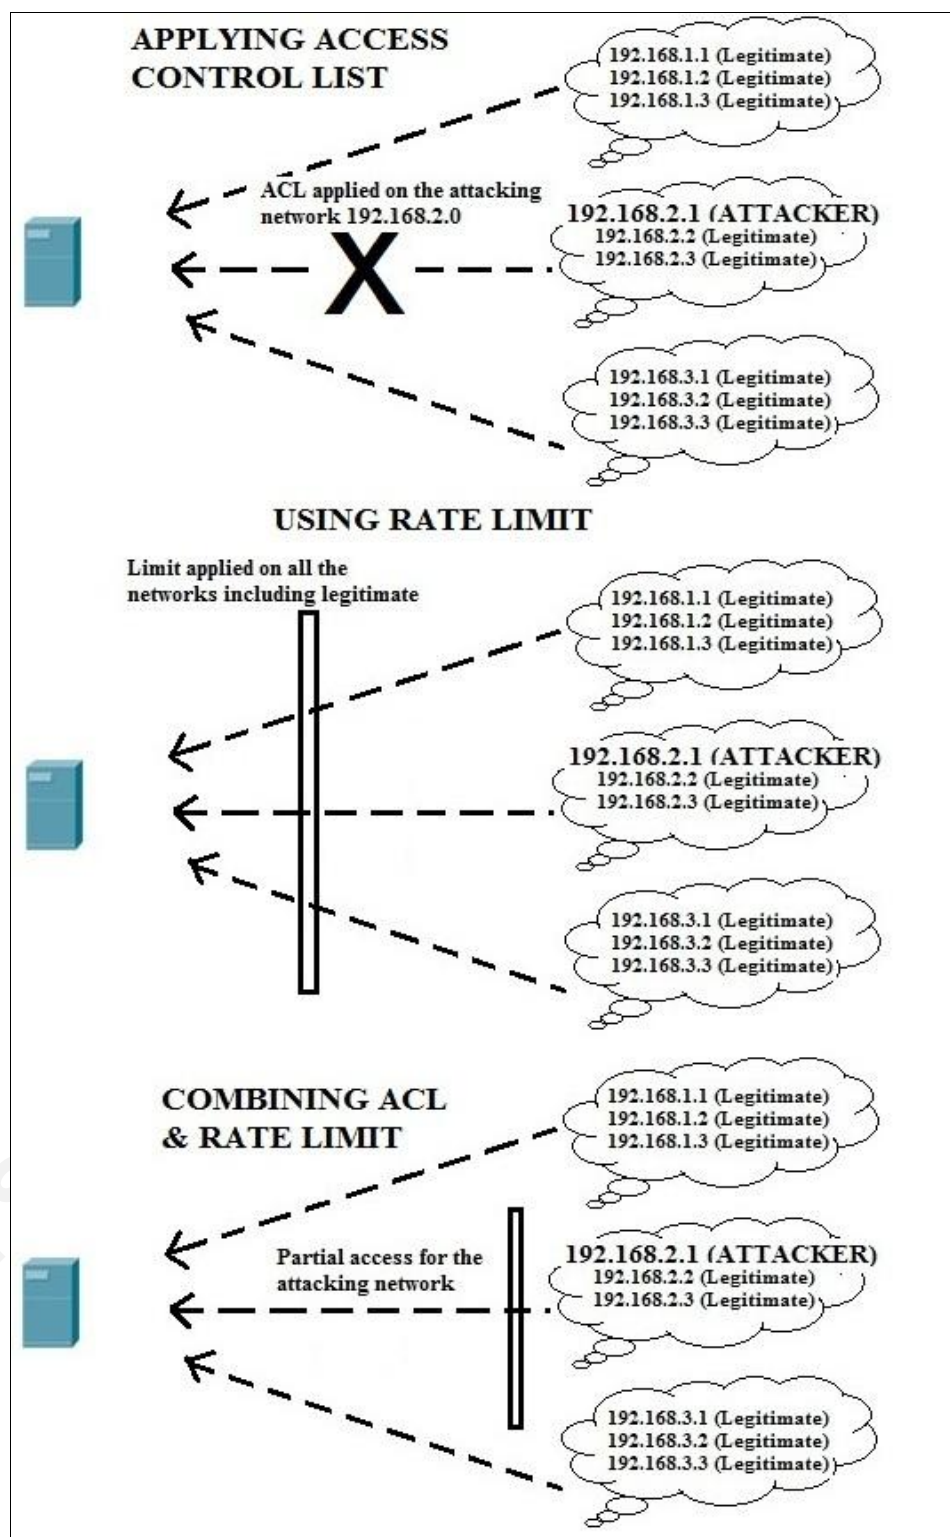 APPLYING ACCESS
CONTROL LIST
192.168.1.1 (Legitimate)
192.168.1.2 (Legitimate)
192.168.1.3 (Legitimate)
ACL applied on the attacking
network 192.168.2.0
X
192.168.2.1 (ATTACKER)
192.168.2.2 (Legitimate)
192.168.2.3 (Legitimate)
192.168.3.1 (Legitimate)
192.168.3.2 (Legitimate)
192.168.3.3 (Legitimate)
USING RATE LIMIT
Limit applied on all the
networks including legitimate
192.168.1.1 (Legitimate)
192.168.1.2 (Legitimate)
192.168.1.3 (Legitimate)
192.168.2.1 (ATTACKER)
192.168.2.2 (Legitimate)
192.168.2.3 (Legitimate)
192.168.3.1 (Legitimate)
192.168.3.2 (Legitimate)
192.168.3.3 (Legitimate)
COMBINING ACL
& RATE LIMIT
192.168.1.1 (Legitimate)
192.168.1.2 (Legitimate)
192.168.1.3 (Legitimate)
Partial access for the
attacking network
192.168.2.1 (ATTACKER)
192.168.2.2 (Legitimate)
192.168.2.3 (Legitimate)
192.168.3.1 (Legitimate)
192.168.3.2 (Legitimate)
192.168.3.3 (Legitimate)